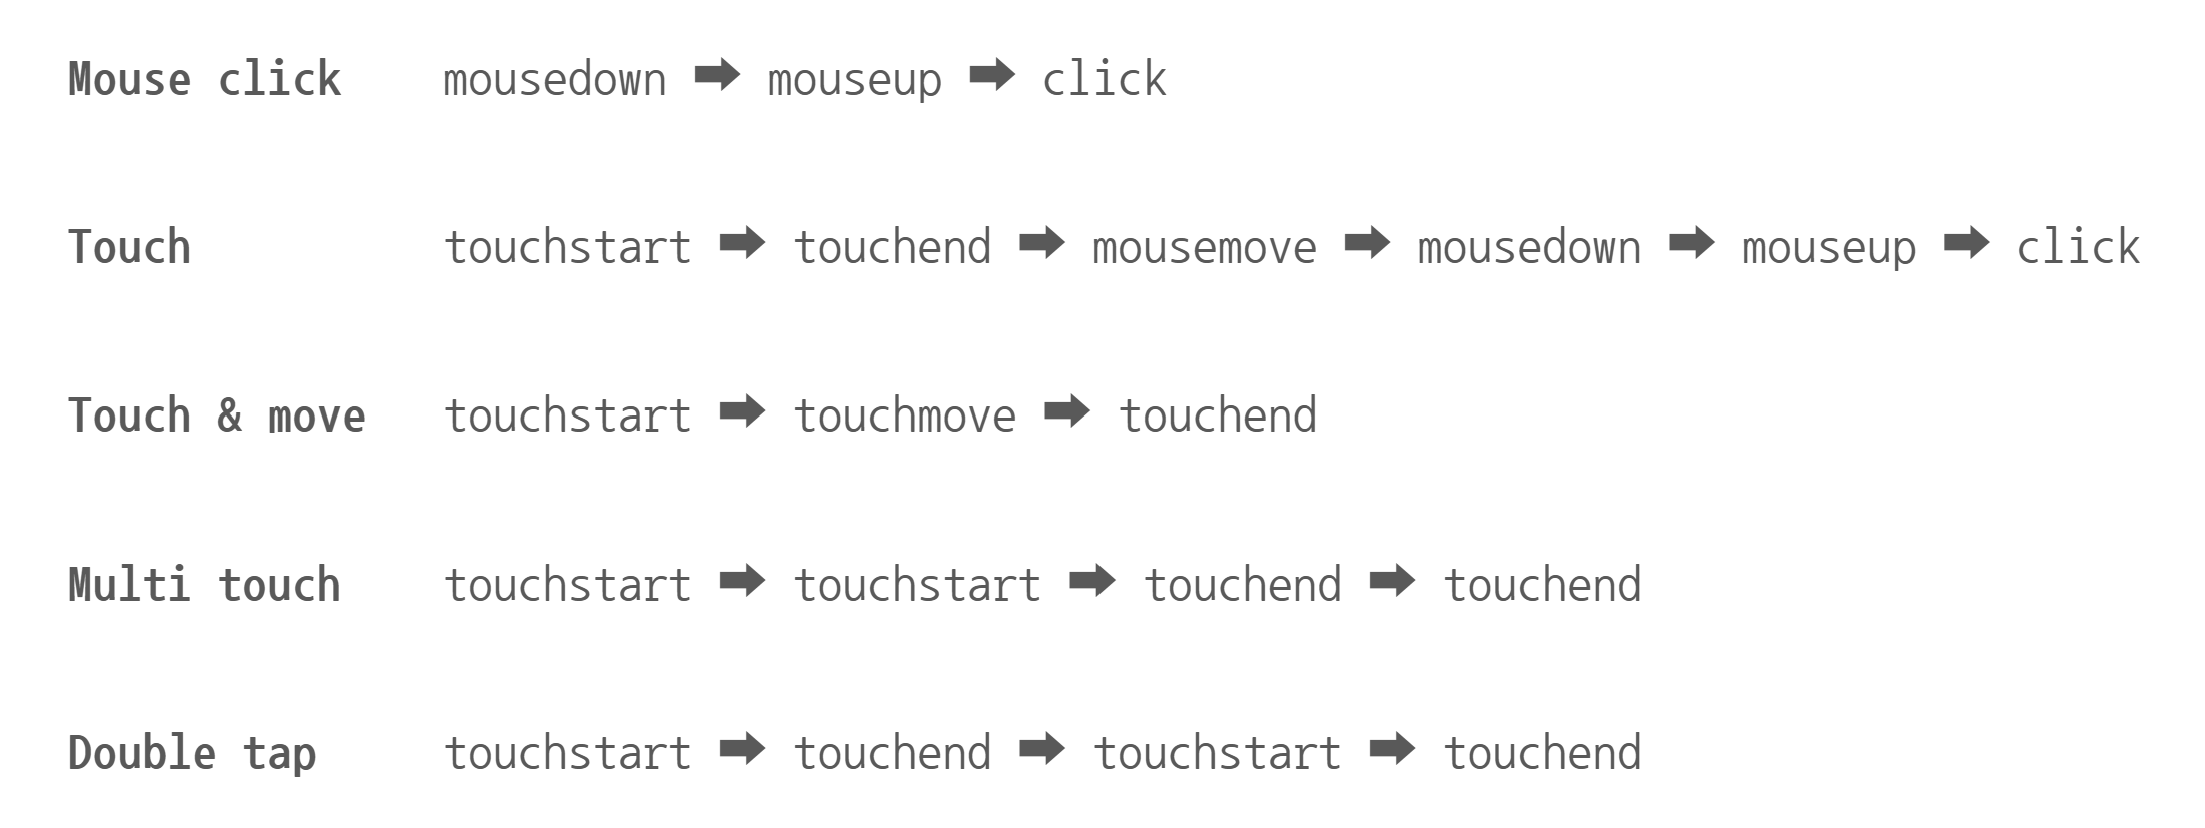 Mouse click mousedown ➡ mouseup ➡ click
Touch touchstart ➡ touchend ➡ mousemove ➡ mousedown ➡ mouseup ➡ click
Touch & move touchstart ➡ touchmove ➡ touchend
Multi touch touchstart ➡ touchstart ➡ touchend ➡ touchend
Double tap touchstart ➡ touchend ➡ touchstart ➡ touchend